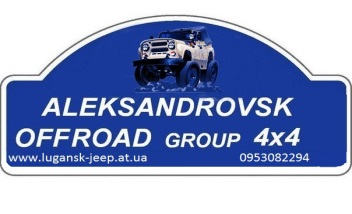 ALEKSANDROVSK
OFFROAD GROUP 4x4
www.lugansk-jeep.at.ua 0953082294